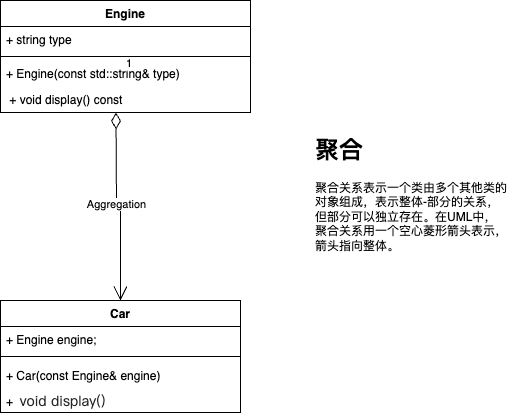 Engine
+ string type
1
+ Engine(const std::string& type)
+ void display() const
聚合
聚合关系表示一个类由多个其他类的
对象组成，表示整体-部分的关系，
但部分可以独立存在。在UML中，
聚合关系用一个空心菱形箭头表示，
箭头指向整体。
Aggregation
Car
+ Engine engine;
+ Car(const Engine& engine)
+ void display()